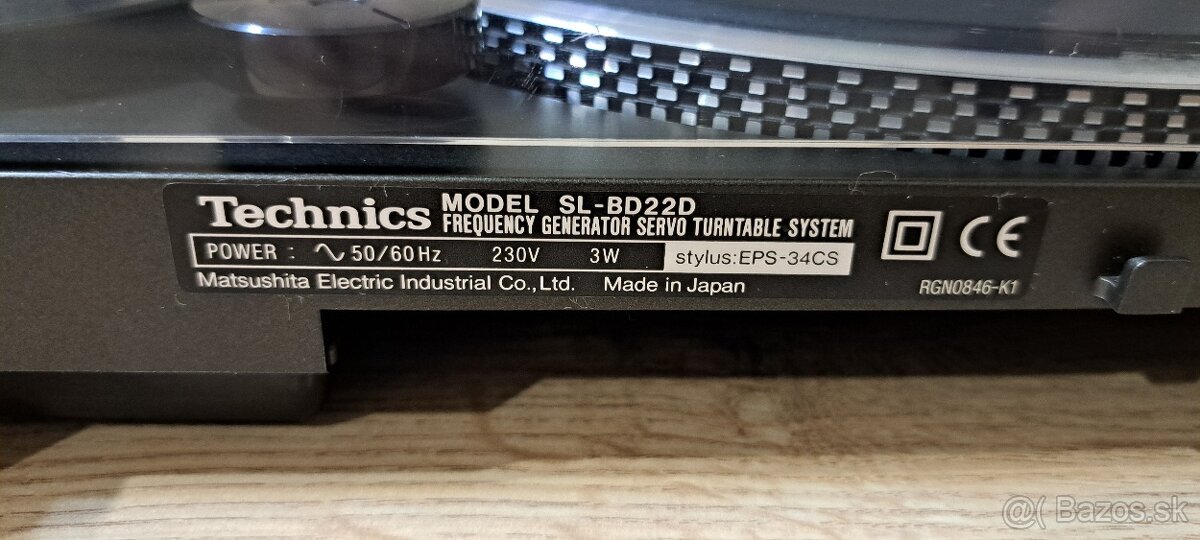 Technics MODEL SL-BD22D
FREQUENCY GENERATOR SERVO TURNTABLE SYSTEM
POWER : ∿ 50/60Hz 230V 3W stylus:EPS-34CS
Matsushita Electric Industrial Co.,Ltd. Made in Japan
CE
RGN0846-K1
@( Bazos.sk